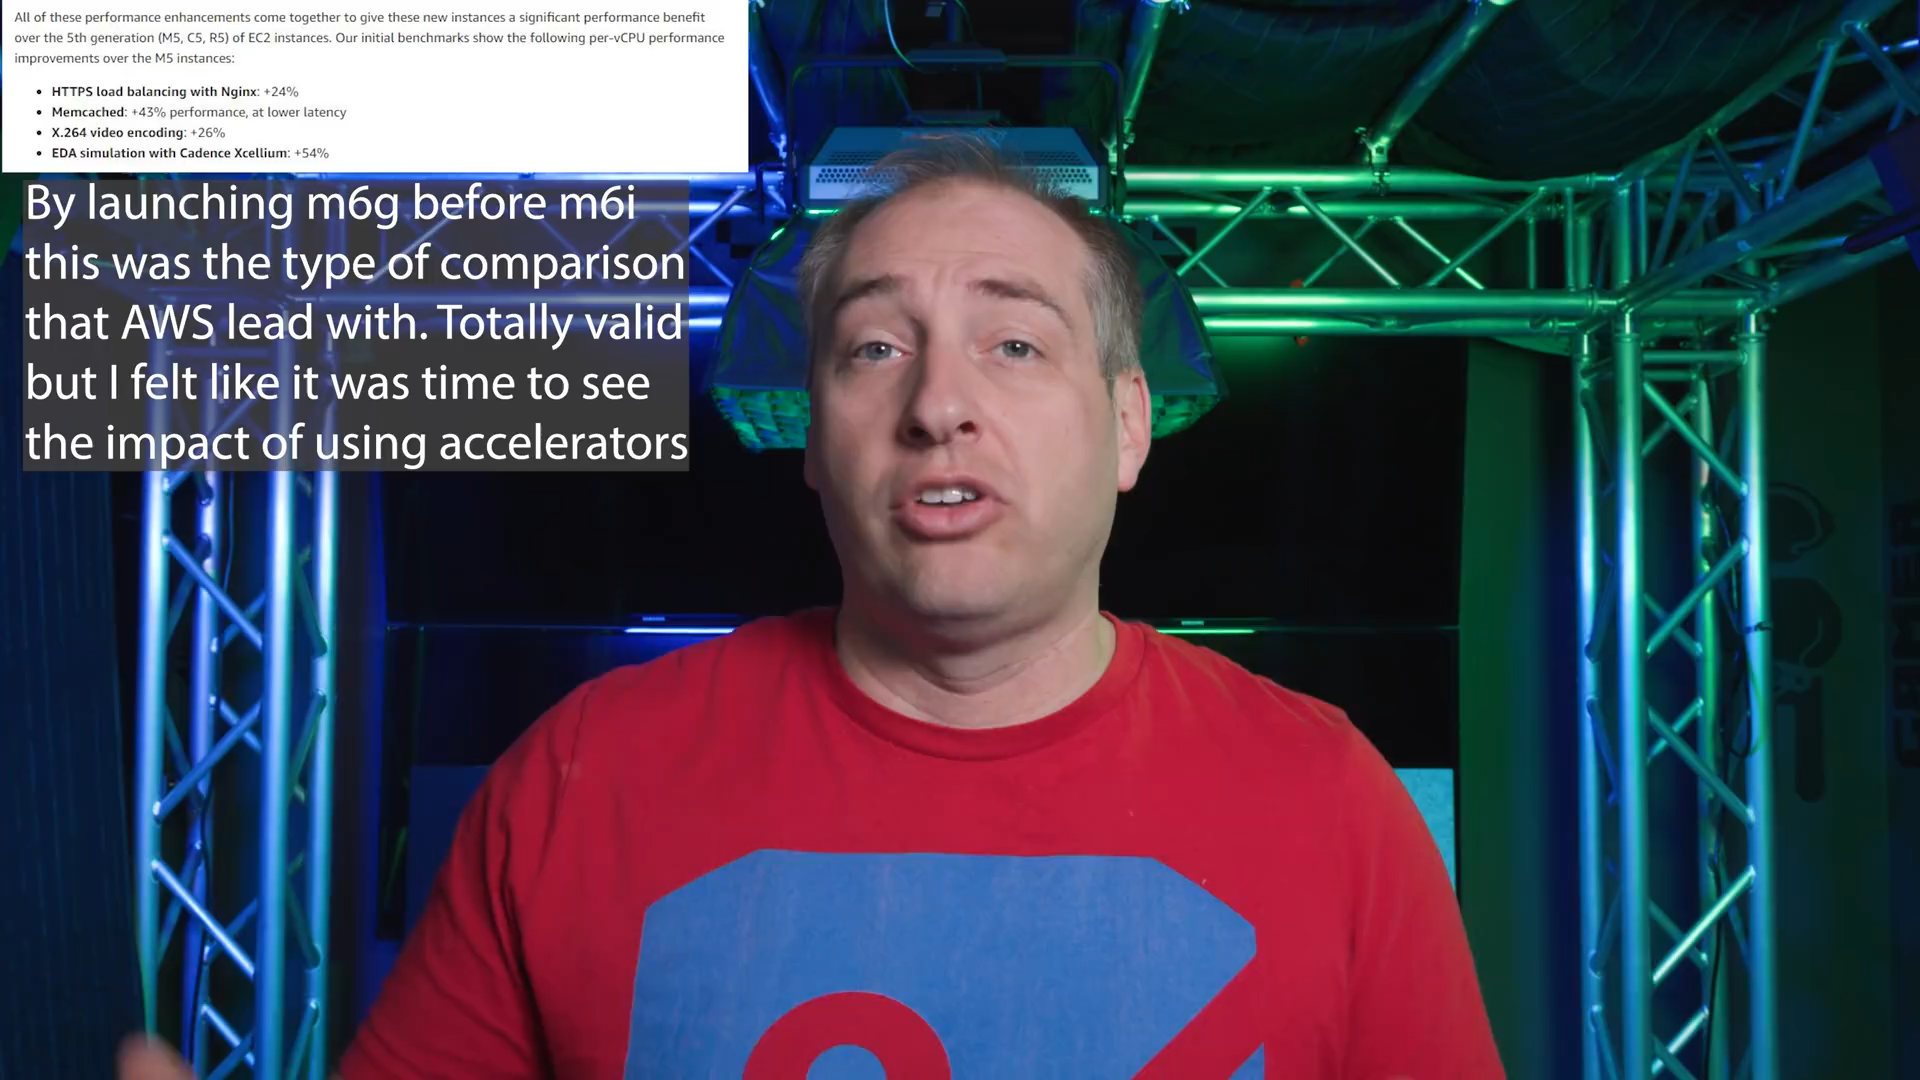 All of these performance enhancements come together to give these new instances a significant performance benefit
over the 5th generation (M5, C5, R5) of EC2 instances. Our initial benchmarks show the following per-vCPU performance
improvements over the M5 instances:
• HTTPS load balancing with Nginx: +24%
• Memcached: +43% performance, at lower latency
• X.264 video encoding: +26%
• EDA simulation with Cadence Xcellium: +54%
By launching m6g before m6i
this was the type of comparison
that AWS lead with. Totally valid
but I felt like it was time to see
the impact of using accelerators